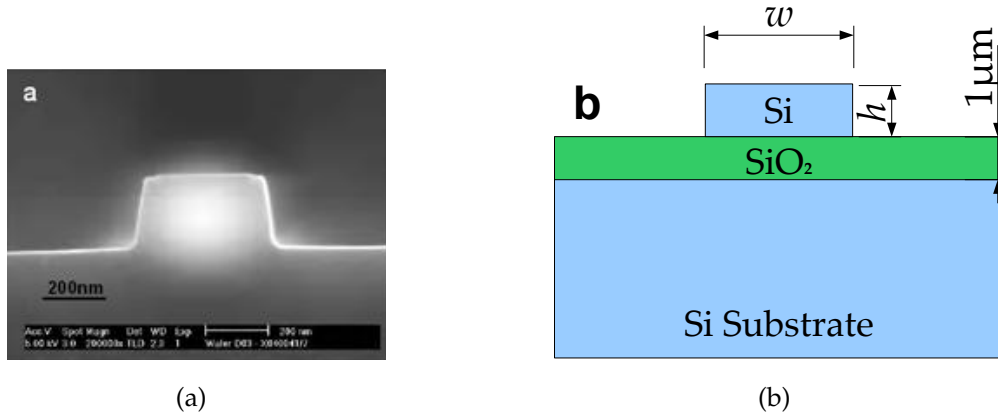 a
200nm
Acc.V Spot Magn Det WD Exp
5.00 kV 3.0 200000x TLD 2.3 1
200 nm
(a)
w
b
Si
h
1μm
SiO₂
Si Substrate
(b)